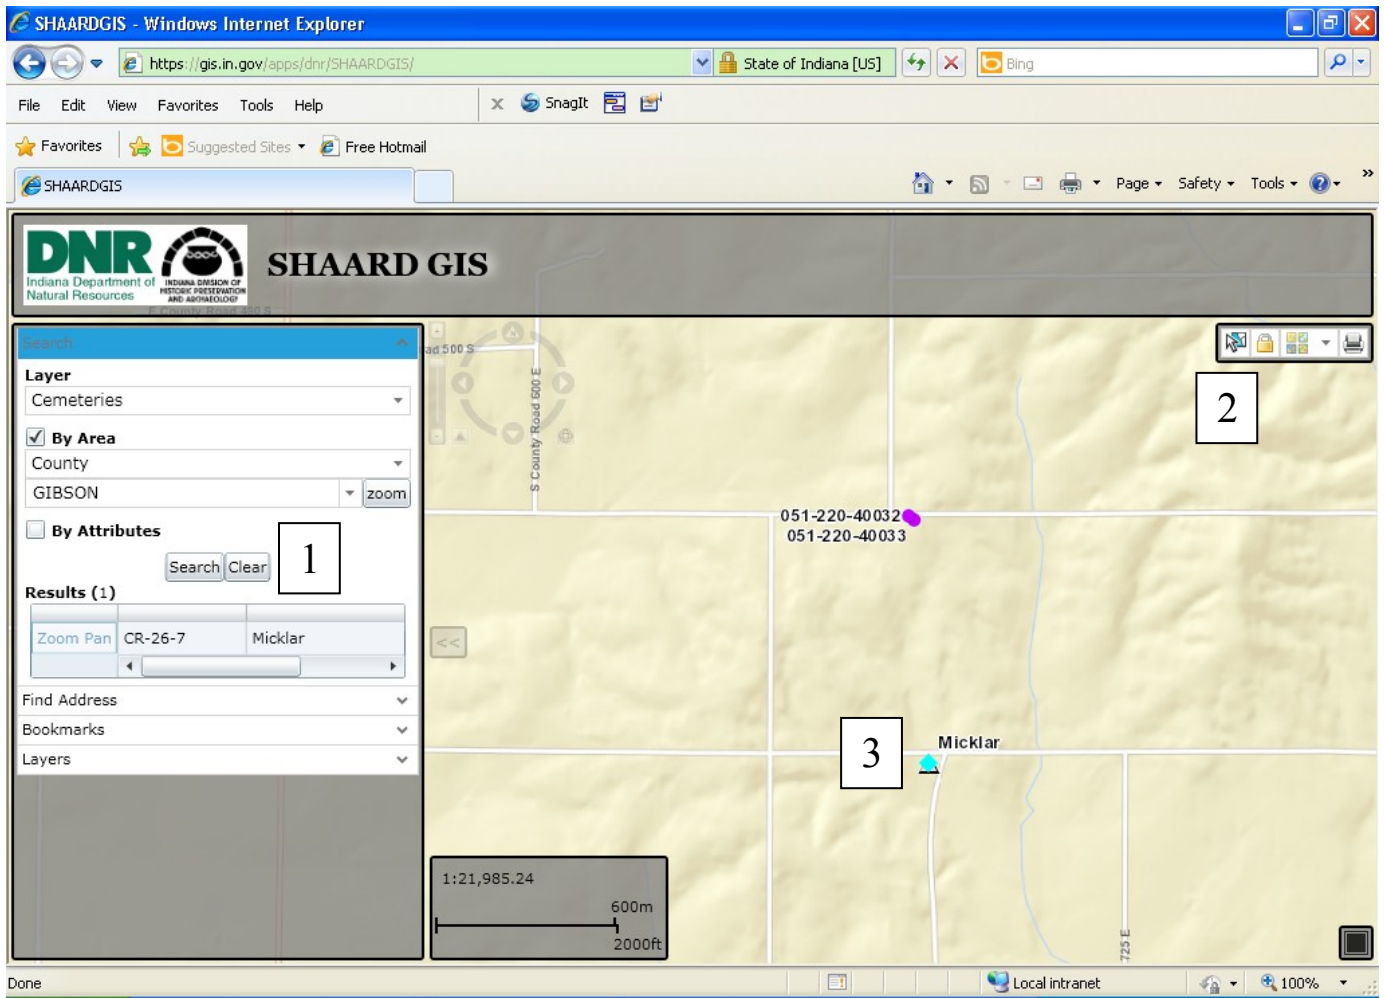 SHAARDGIS - Windows Internet Explorer
https://gis.in.gov/apps/dnr/SHAARDGIS/
State of Indiana [US]
Bing
File Edit View Favorites Tools Help
x SnagIt
Favorites Suggested Sites Free Hotmail
SHAARDGIS
Page Safety Tools
DNR
Indiana Department of
Natural Resources
INDIANA DIVISION OF
HISTORIC PRESERVATION
AND ARCHAEOLOGY
SHAARD GIS
E County Road 450 S
Search
Layer
Cemeteries
By Area
County
GIBSON
zoom
By Attributes
Search Clear
1
Results (1)
Zoom Pan CR-26-7 Micklar
Find Address
Bookmarks
Layers
ad 500 S
S County Road 600 E
<<
2
051-220-40032
051-220-40033
3
Micklar
725 E
1:21,985.24
600m
2000ft
Done
Local intranet
100%